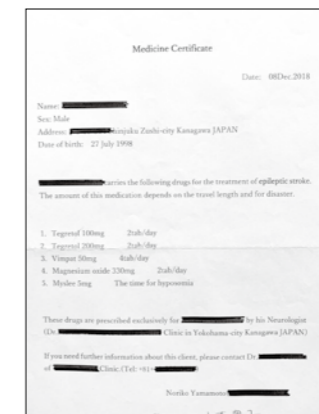 Medicine Certificate
Date: 08Dec.2018
Name:
Sex: Male
Address: Zushi-city Kanagawa JAPAN
Date of birth: 27 July 1998
carries the following drugs for the treatment of epileptic stroke.
The amount of this medication depends on the travel length and for disaster.
1. Tegretol 100mg 2tab/day
2. Tegretol 200mg 2tab/day
3. Vimpat 50mg 4tab/day
4. Magnesium oxide 330mg 2tab/day
5. Myslee 5mg The time for hyposomia
These drugs are prescribed exclusively for by his Neurologist
(Dr. Clinic in Yokohama-city Kanagawa JAPAN)
If you need further information about this client, please contact Dr.
of Clinic.(Tel:
Noriko Yamamoto